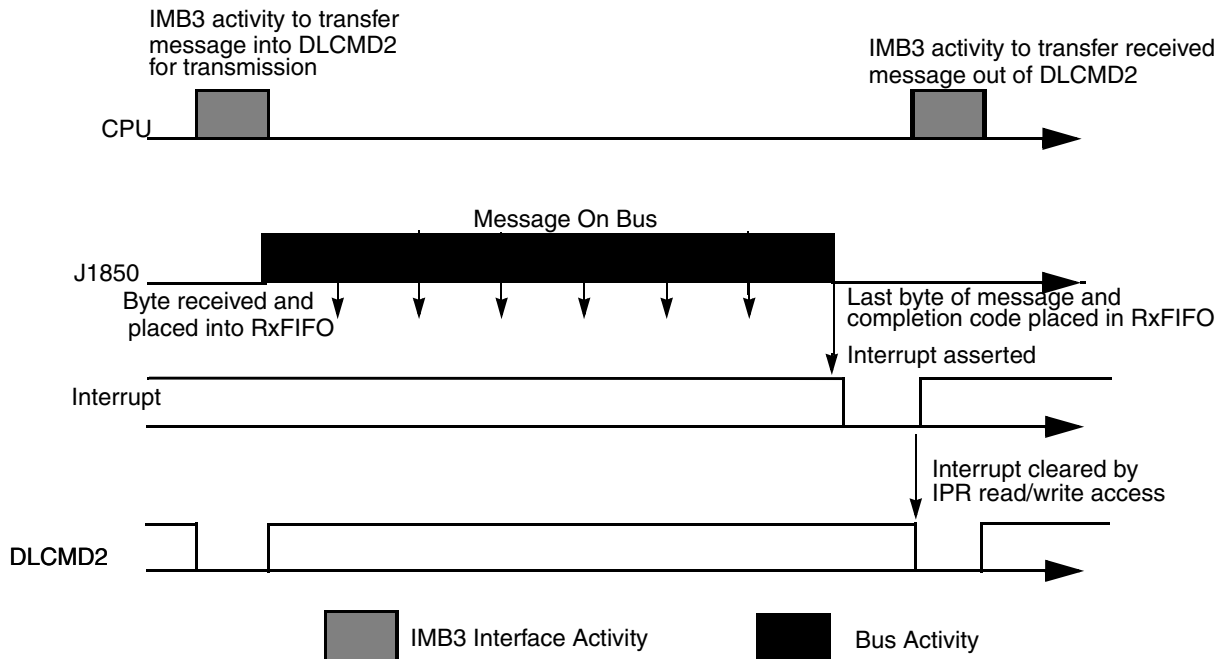 IMB3 activity to transfer
message into DLCMD2
for transmission
IMB3 activity to transfer received
message out of DLCMD2
CPU
Message On Bus
J1850
Byte received and
placed into RxFIFO
Last byte of message and
completion code placed in RxFIFO
Interrupt asserted
Interrupt
Interrupt cleared by
IPR read/write access
DLCMD2
IMB3 Interface Activity
Bus Activity